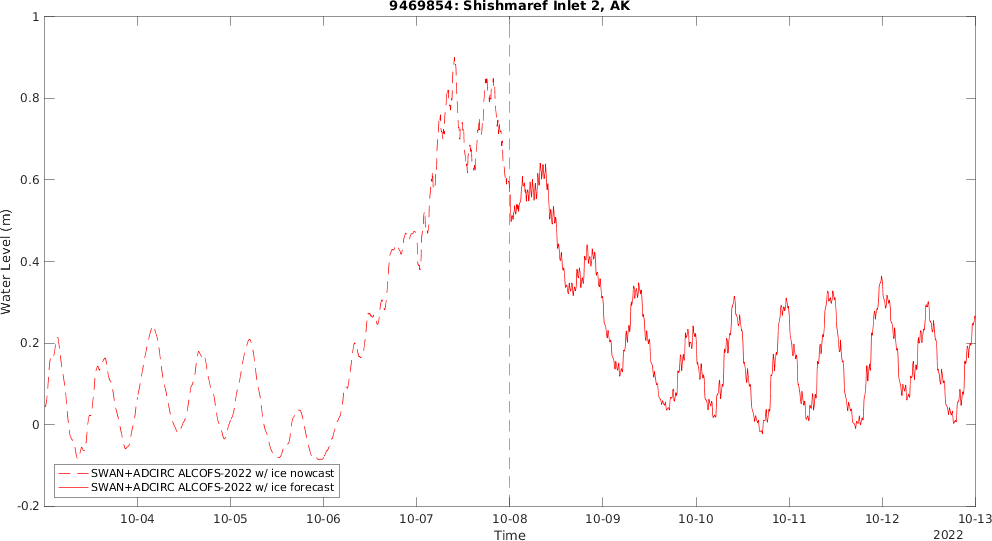 9469854: Shishmaref Inlet 2, AK
Water Level (m)
1
0.8
0.6
0.4
0.2
0
-0.2
SWAN+ADCIRC ALCOFS-2022 w/ ice nowcast
SWAN+ADCIRC ALCOFS-2022 w/ ice forecast
10-04 10-05 10-06 10-07 10-08 10-09 10-10 10-11 10-12 10-13
Time
2022